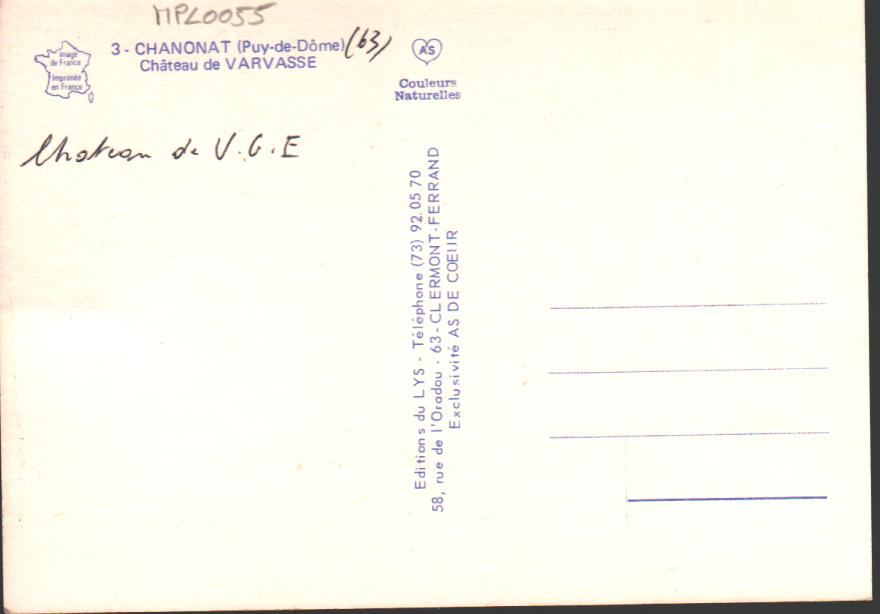 MPL0055
3 - CHANONAT (Puy-de-Dôme) (63)
Château de VARVASSE
Image
de France
Imprimée
en France
AS
Couleurs
Naturelles
Chateau de V.G.E
Editions du LYS - Téléphone (73) 92.05 70
58, rue de l'Oradou - 63 - CLERMONT-FERRAND
Exclusivité AS DE COEUR